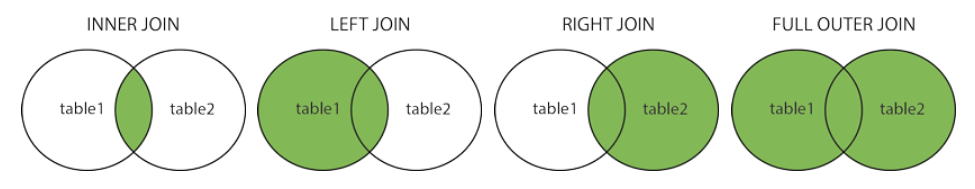 INNER JOIN
LEFT JOIN
RIGHT JOIN
FULL OUTER JOIN
table1
table2
table1
table2
table1
table2
table1
table2